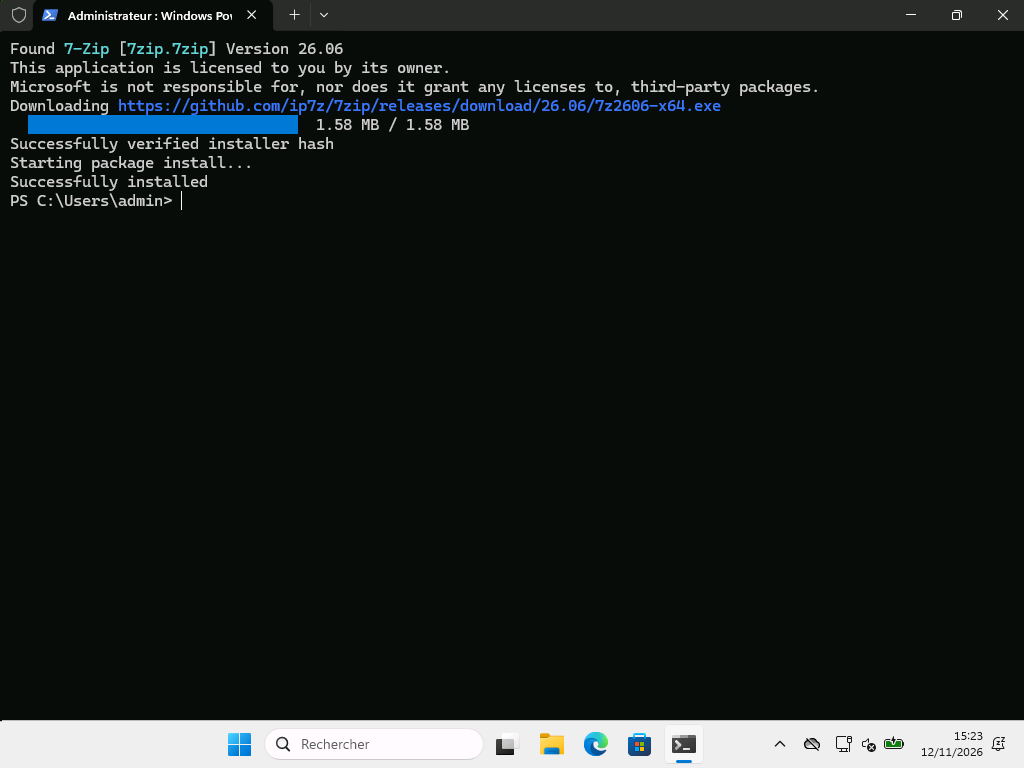 Administrateur : Windows Pov
Found 7-Zip [7zip.7zip] Version 26.06
This application is licensed to you by its owner.
Microsoft is not responsible for, nor does it grant any licenses to, third-party packages.
Downloading https://github.com/ip7z/7zip/releases/download/26.06/7z2606-x64.exe
1.58 MB / 1.58 MB
Successfully verified installer hash
Starting package install...
Successfully installed
PS C:\Users\admin>
Rechercher
15:23
12/11/2026